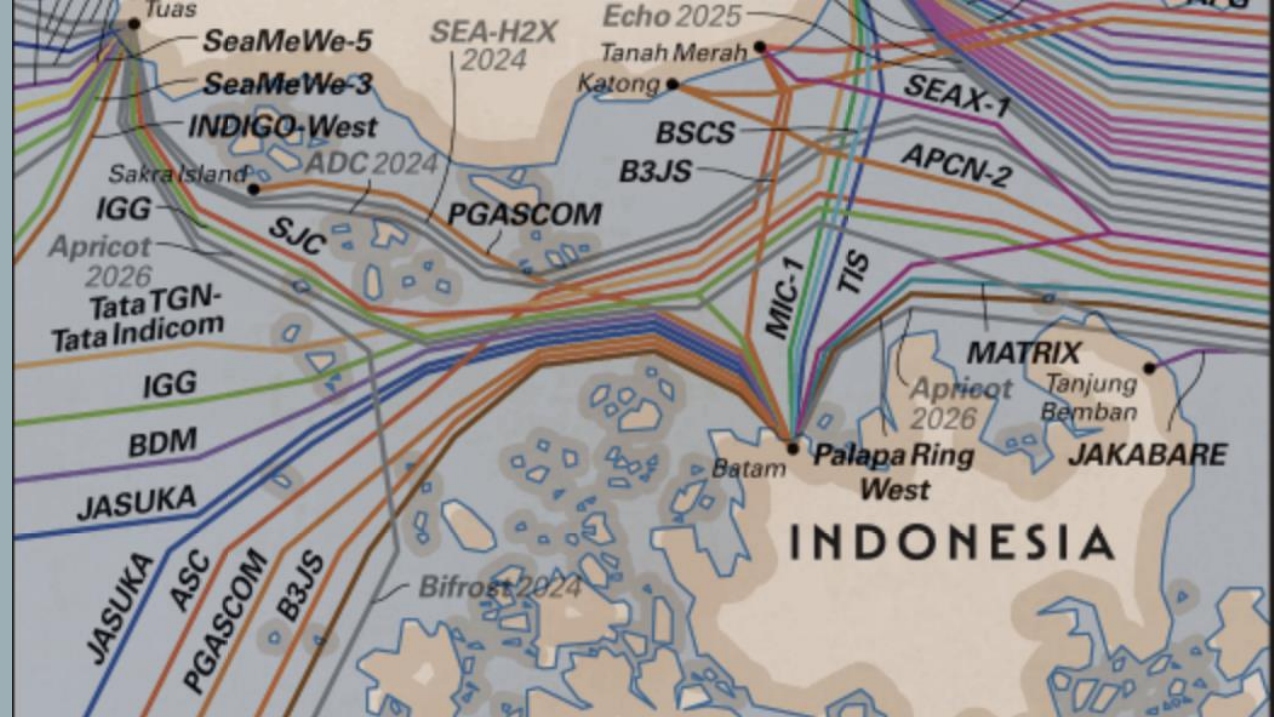 Tuas
SeaMeWe-5
SeaMeWe-3
INDIGO-West
SEA-H2X
2024
Echo 2025
Tanah Merah
Katong
SEAX-1
BSCS
B3JS
APCN-2
Sakra Island
ADC 2024
IGG
SJC
PGASCOM
Apricot
2026
Tata TGN-
Tata Indicom
MIC-1
TIS
IGG
MATRIX
Apricot
2026
Tanjung
Bemban
BDM
JAKABARE
Batam
Palapa Ring
West
JASUKA
INDONESIA
JASUKA
ASC
PGASCOM
B3JS
Bifrost 2024